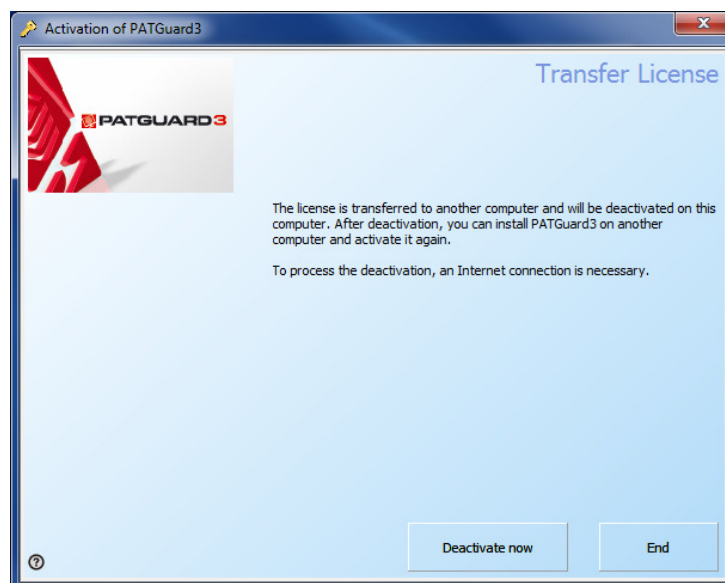 Activation of PATGuard3
Transfer License
PATGUARD3
The license is transferred to another computer and will be deactivated on this
computer. After deactivation, you can install PATGuard3 on another
computer and activate it again.
To process the deactivation, an Internet connection is necessary.
Deactivate now
End